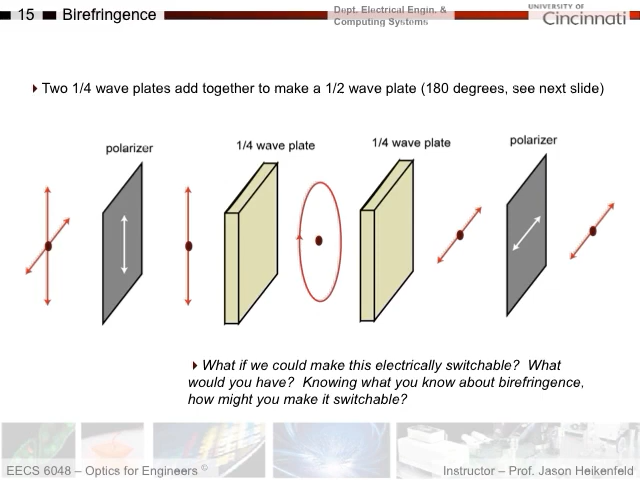 15 Birefringence
Dept. Electrical Engin. &
Computing Systems
UNIVERSITY OF
Cincinnati
Two 1/4 wave plates add together to make a 1/2 wave plate (180 degrees, see next slide)
polarizer
1/4 wave plate
1/4 wave plate
polarizer
What if we could make this electrically switchable? What
would you have? Knowing what you know about birefringence,
how might you make it switchable?
EECS 6048 – Optics for Engineers ©
Instructor – Prof. Jason Heikenfeld